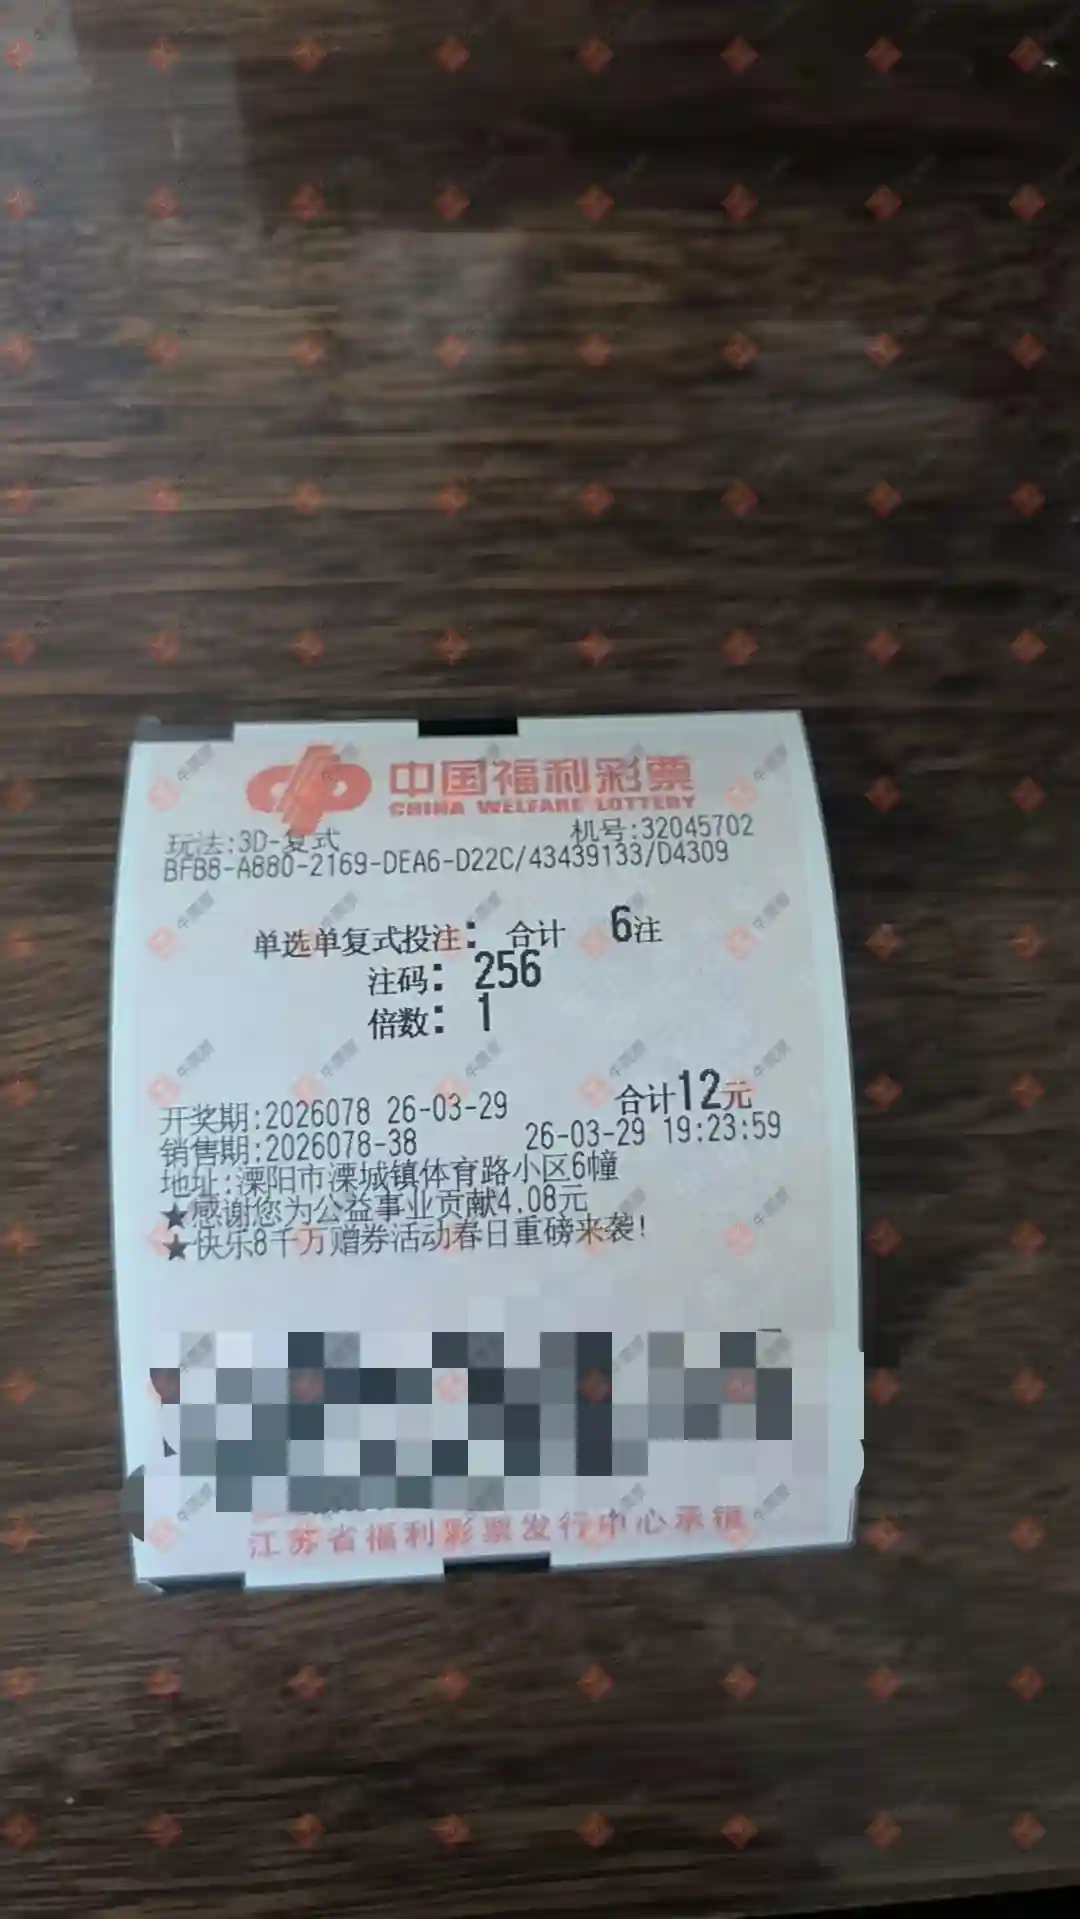 中国福利彩票
CHINA WELFARE LOTTERY
玩法:3D-复式 机号:32045702
BFB8-A880-2169-DEA6-D22C/43439133/D4309
单选单复式投注: 合计 6注
注码: 256
倍数: 1
合计12元
开奖期:2026078 26-03-29
销售期:2026078-38 26-03-29 19:23:59
地址:溧阳市溧城镇体育路小区6幢
★感谢您为公益事业贡献4.08元
★快乐8千万赠券活动春日重磅来袭!
江苏省福利彩票发行中心承销